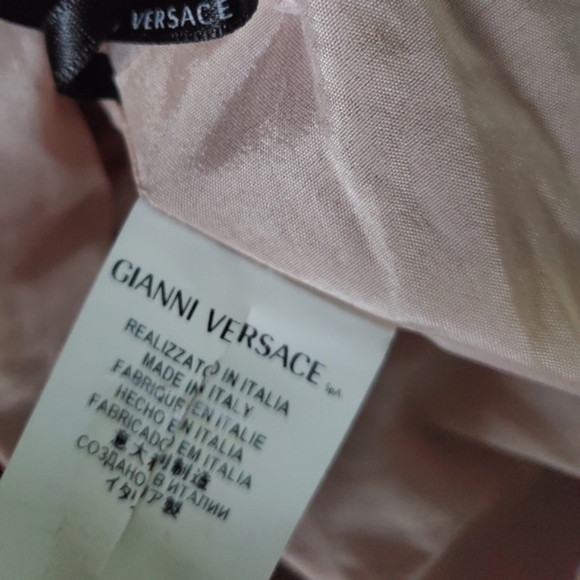 VERSACE
GIANNI VERSACE SpA
REALIZZATO IN ITALIA
MADE IN ITALY
FABRIQUE EN ITALIE
HECHO EN ITALIA
FABRICADO EM ITALIA
意大利制造
СОЗДАНО В ИТАЛИИ
イタリア製